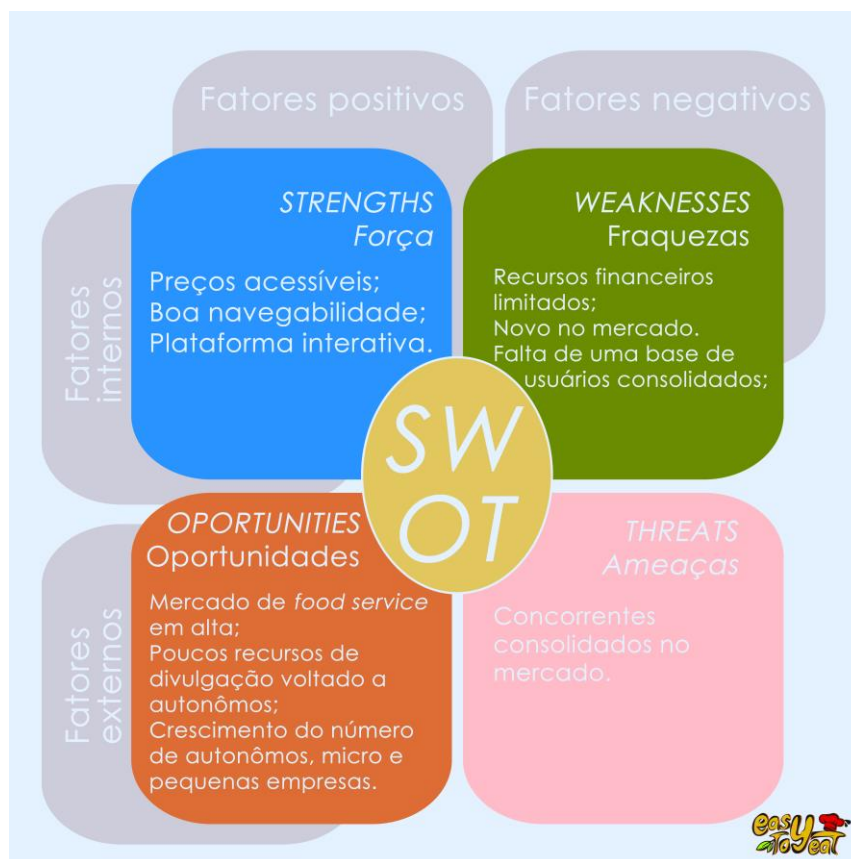 Fatores positivos
Fatores negativos
Fatores
internos
STRENGTHS
Força
Preços acessíveis;
Boa navegabilidade;
Plataforma interativa.
WEAKNESSES
Fraquezas
Recursos financeiros
limitados;
Novo no mercado.
Falta de uma base de
usuários consolidados;
SW
OT
Fatores
externos
OPORTUNITIES
Oportunidades
Mercado de food service
em alta;
Poucos recursos de
divulgação voltado a
autonômos;
Crescimento do número
de autonômos, micro e
pequenas empresas.
THREATS
Ameaças
Concorrentes
consolidados no
mercado.
easy
To eat